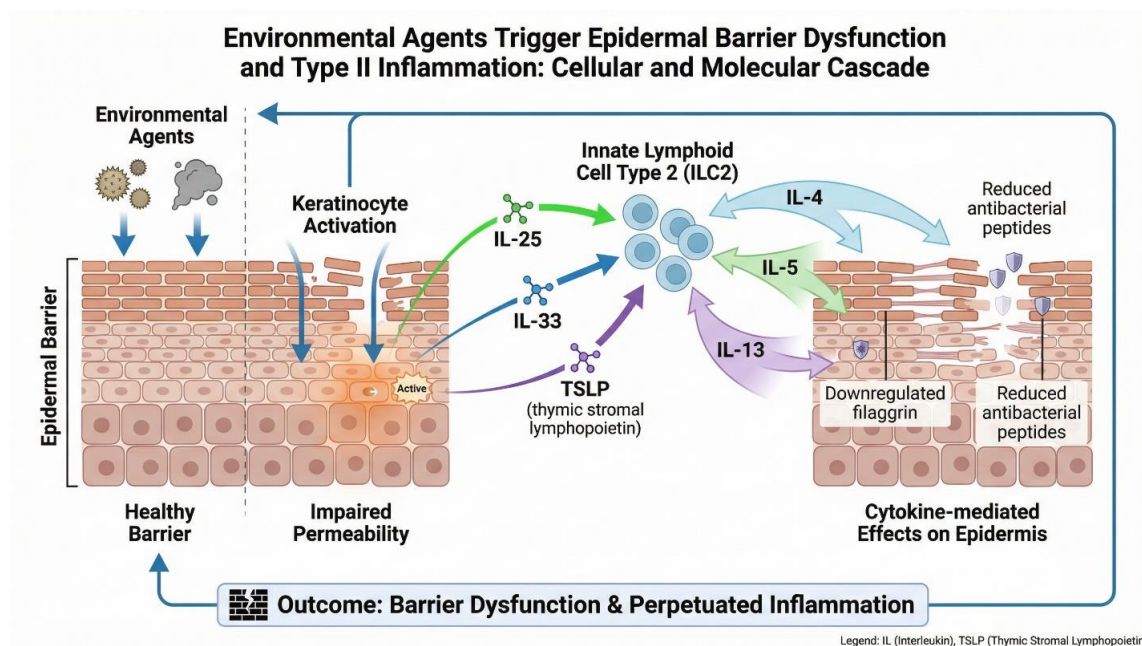 Environmental Agents Trigger Epidermal Barrier Dysfunction
and Type II Inflammation: Cellular and Molecular Cascade
Environmental
Agents
Keratinocyte
Activation
Innate Lymphoid
Cell Type 2 (ILC2)
IL-25
IL-33
TSLP
(thymic stromal
lymphopoietin)
IL-4
IL-5
IL-13
Reduced
antibacterial
peptides
Epidermal Barrier
Active
Downregulated
filaggrin
Reduced
antibacterial
peptides
Healthy
Barrier
Impaired
Permeability
Cytokine-mediated
Effects on Epidermis
Outcome: Barrier Dysfunction & Perpetuated Inflammation
Legend: IL (Interleukin), TSLP (Thymic Stromal Lymphopoietin